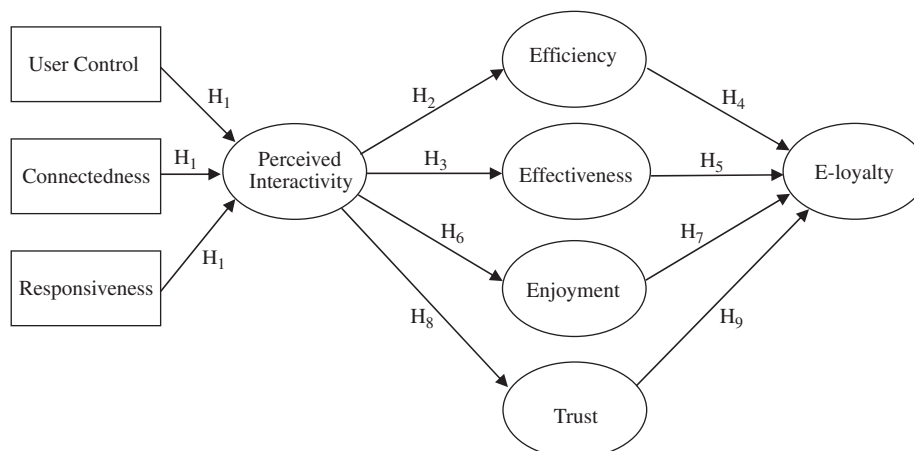 User Control
Connectedness
Responsiveness
H1
H1
H1
Perceived
Interactivity
H2
H3
H6
H8
Efficiency
Effectiveness
Enjoyment
Trust
H4
H5
H7
H9
E-loyalty